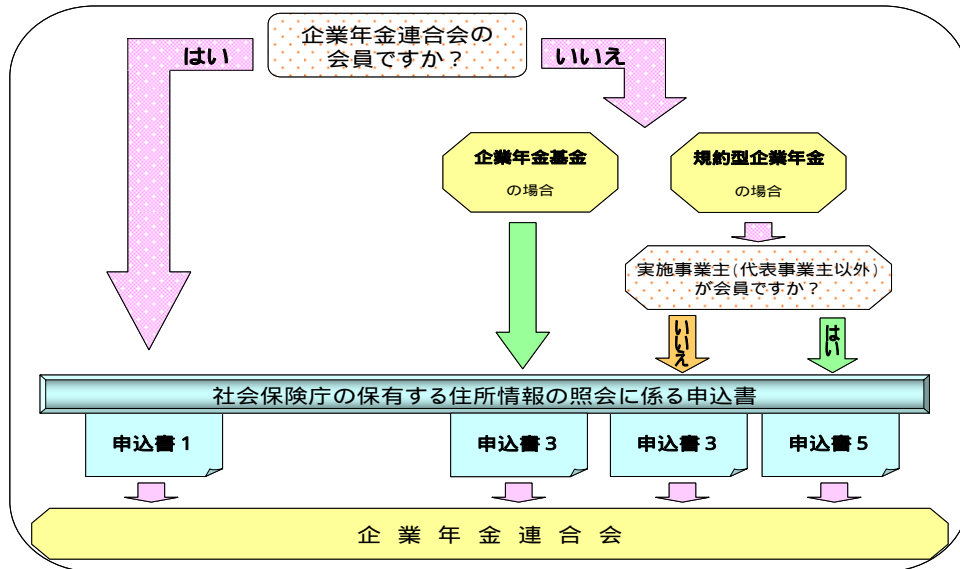 企業年金連合会の
会員ですか？
はい
いいえ
企業年金基金
の場合
規約型企業年金
の場合
実施事業主(代表事業主以外)
が会員ですか？
いいえ
はい
社会保険庁の保有する住所情報の照会に係る申込書
申込書１
申込書３
申込書３
申込書５
企業年金連合会